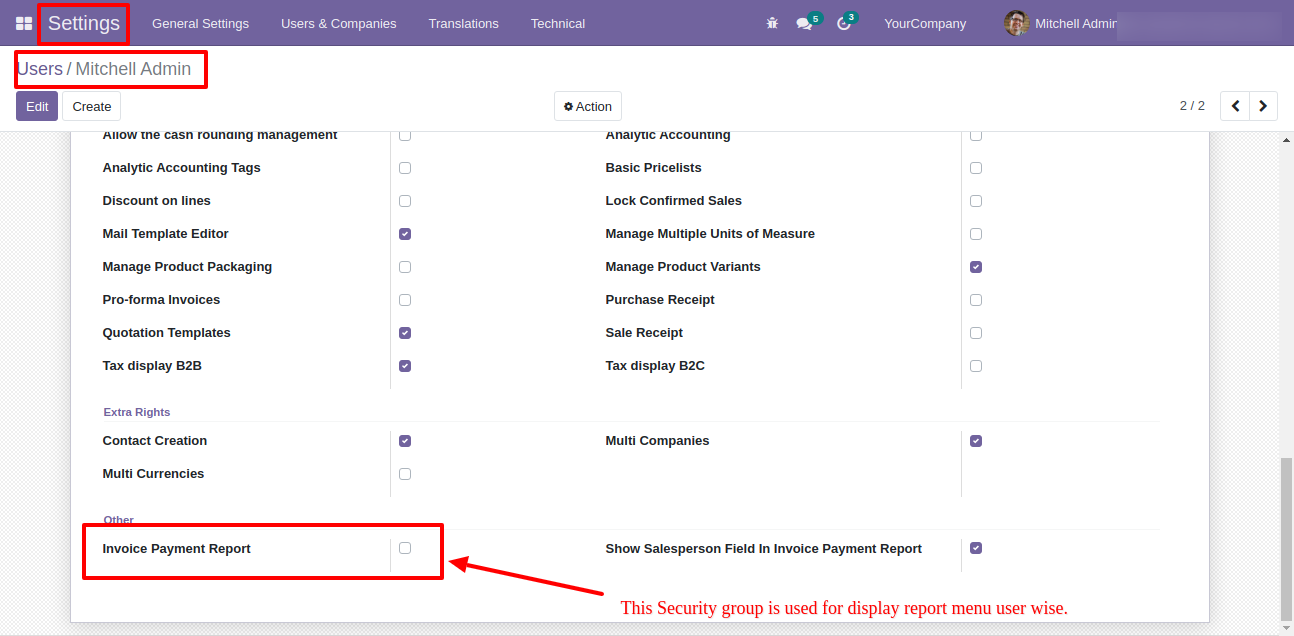 Settings General Settings Users & Companies Translations Technical 5 3 YourCompany Mitchell Admin
Users / Mitchell Admin
Edit Create Action 2 / 2
Allow the cash rounding management Analytic Accounting
Analytic Accounting Tags Basic Pricelists
Discount on lines Lock Confirmed Sales
Mail Template Editor Manage Multiple Units of Measure
Manage Product Packaging Manage Product Variants
Pro-forma Invoices Purchase Receipt
Quotation Templates Sale Receipt
Tax display B2B Tax display B2C
Extra Rights
Contact Creation Multi Companies
Multi Currencies
Other
Invoice Payment Report Show Salesperson Field In Invoice Payment Report
This Security group is used for display report menu user wise.